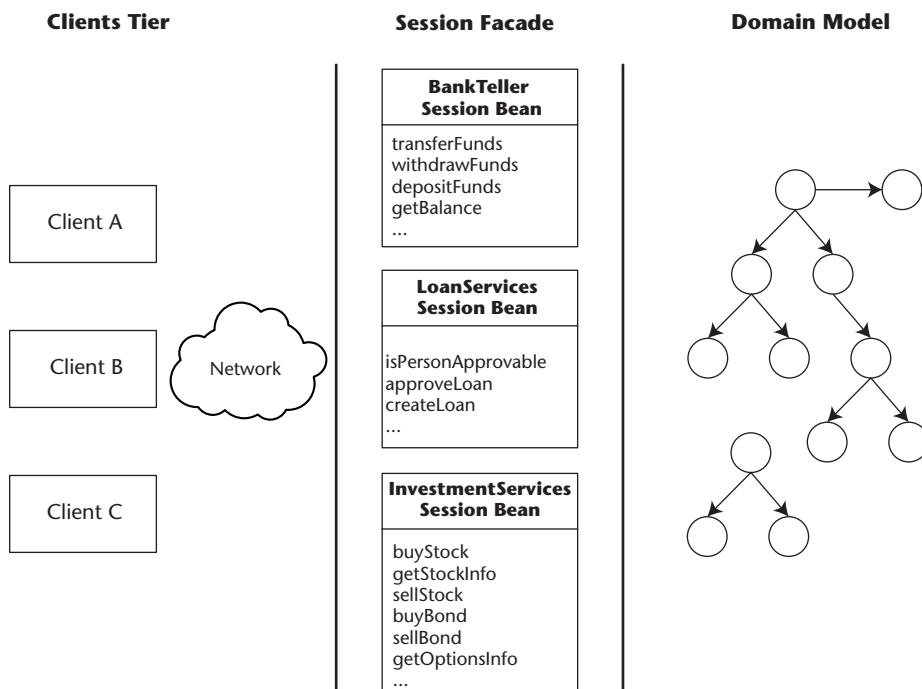 Clients Tier
Session Facade
Domain Model
Client A
Client B
Client C
Network
BankTeller
Session Bean
transferFunds
withdrawFunds
depositFunds
getBalance
...
LoanServices
Session Bean
isPersonApprovable
approveLoan
createLoan
...
InvestmentServices
Session Bean
buyStock
getStockInfo
sellStock
buyBond
sellBond
getOptionsInfo
...